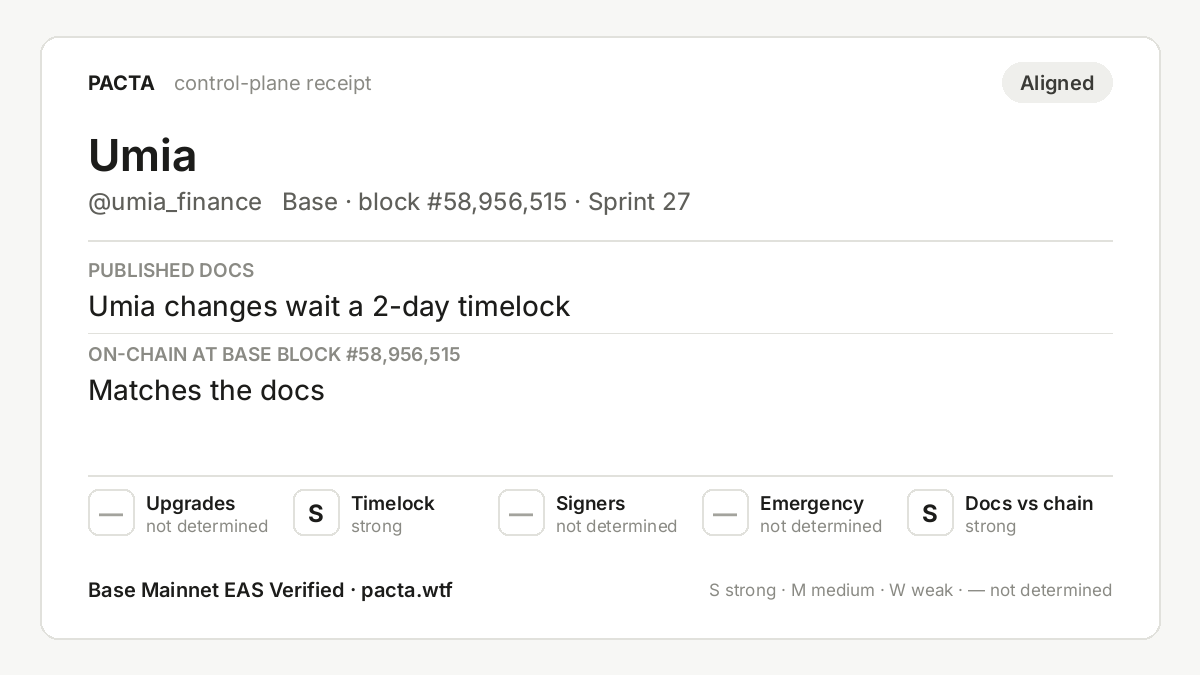 PACTA control-plane receipt Aligned
Umia
@umia_finance Base · block #58,956,515 · Sprint 27
PUBLISHED DOCS
Umia changes wait a 2-day timelock
ON-CHAIN AT BASE BLOCK #58,956,515
Matches the docs
— Upgrades
not determined
S Timelock
strong
— Signers
not determined
— Emergency
not determined
S Docs vs chain
strong
Base Mainnet EAS Verified · pacta.wtf
S strong · M medium · W weak · — not determined